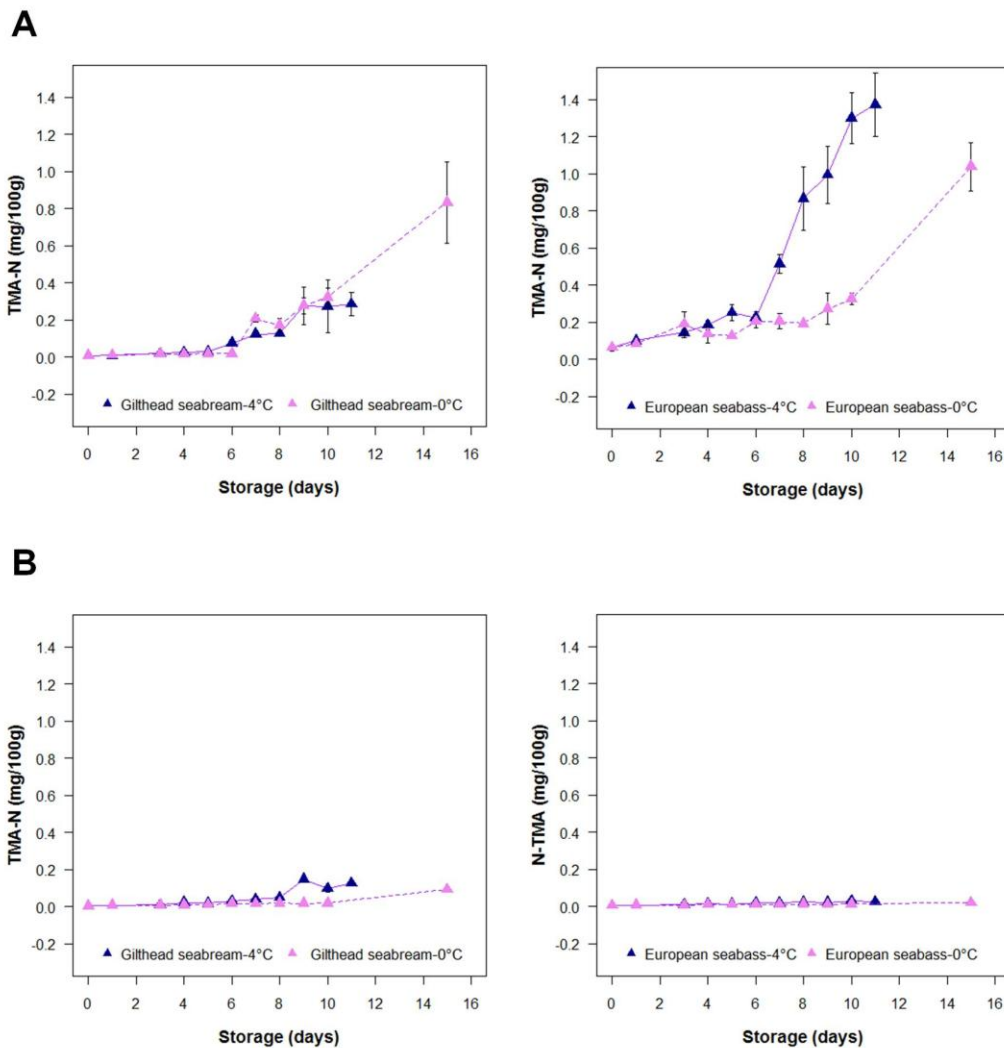 A
TMA-N (mg/100g)
1.4
1.2
1.0
0.8
0.6
0.4
0.2
0.0
-0.2
Gilthead seabream-4°C Gilthead seabream-0°C
0 2 4 6 8 10 12 14 16
Storage (days)
TMA-N (mg/100g)
1.4
1.2
1.0
0.8
0.6
0.4
0.2
0.0
-0.2
European seabass-4°C European seabass-0°C
0 2 4 6 8 10 12 14 16
Storage (days)
B
TMA-N (mg/100g)
1.4
1.2
1.0
0.8
0.6
0.4
0.2
0.0
-0.2
Gilthead seabream-4°C Gilthead seabream-0°C
0 2 4 6 8 10 12 14 16
Storage (days)
N-TMA (mg/100g)
1.4
1.2
1.0
0.8
0.6
0.4
0.2
0.0
-0.2
European seabass-4°C European seabass-0°C
0 2 4 6 8 10 12 14 16
Storage (days)